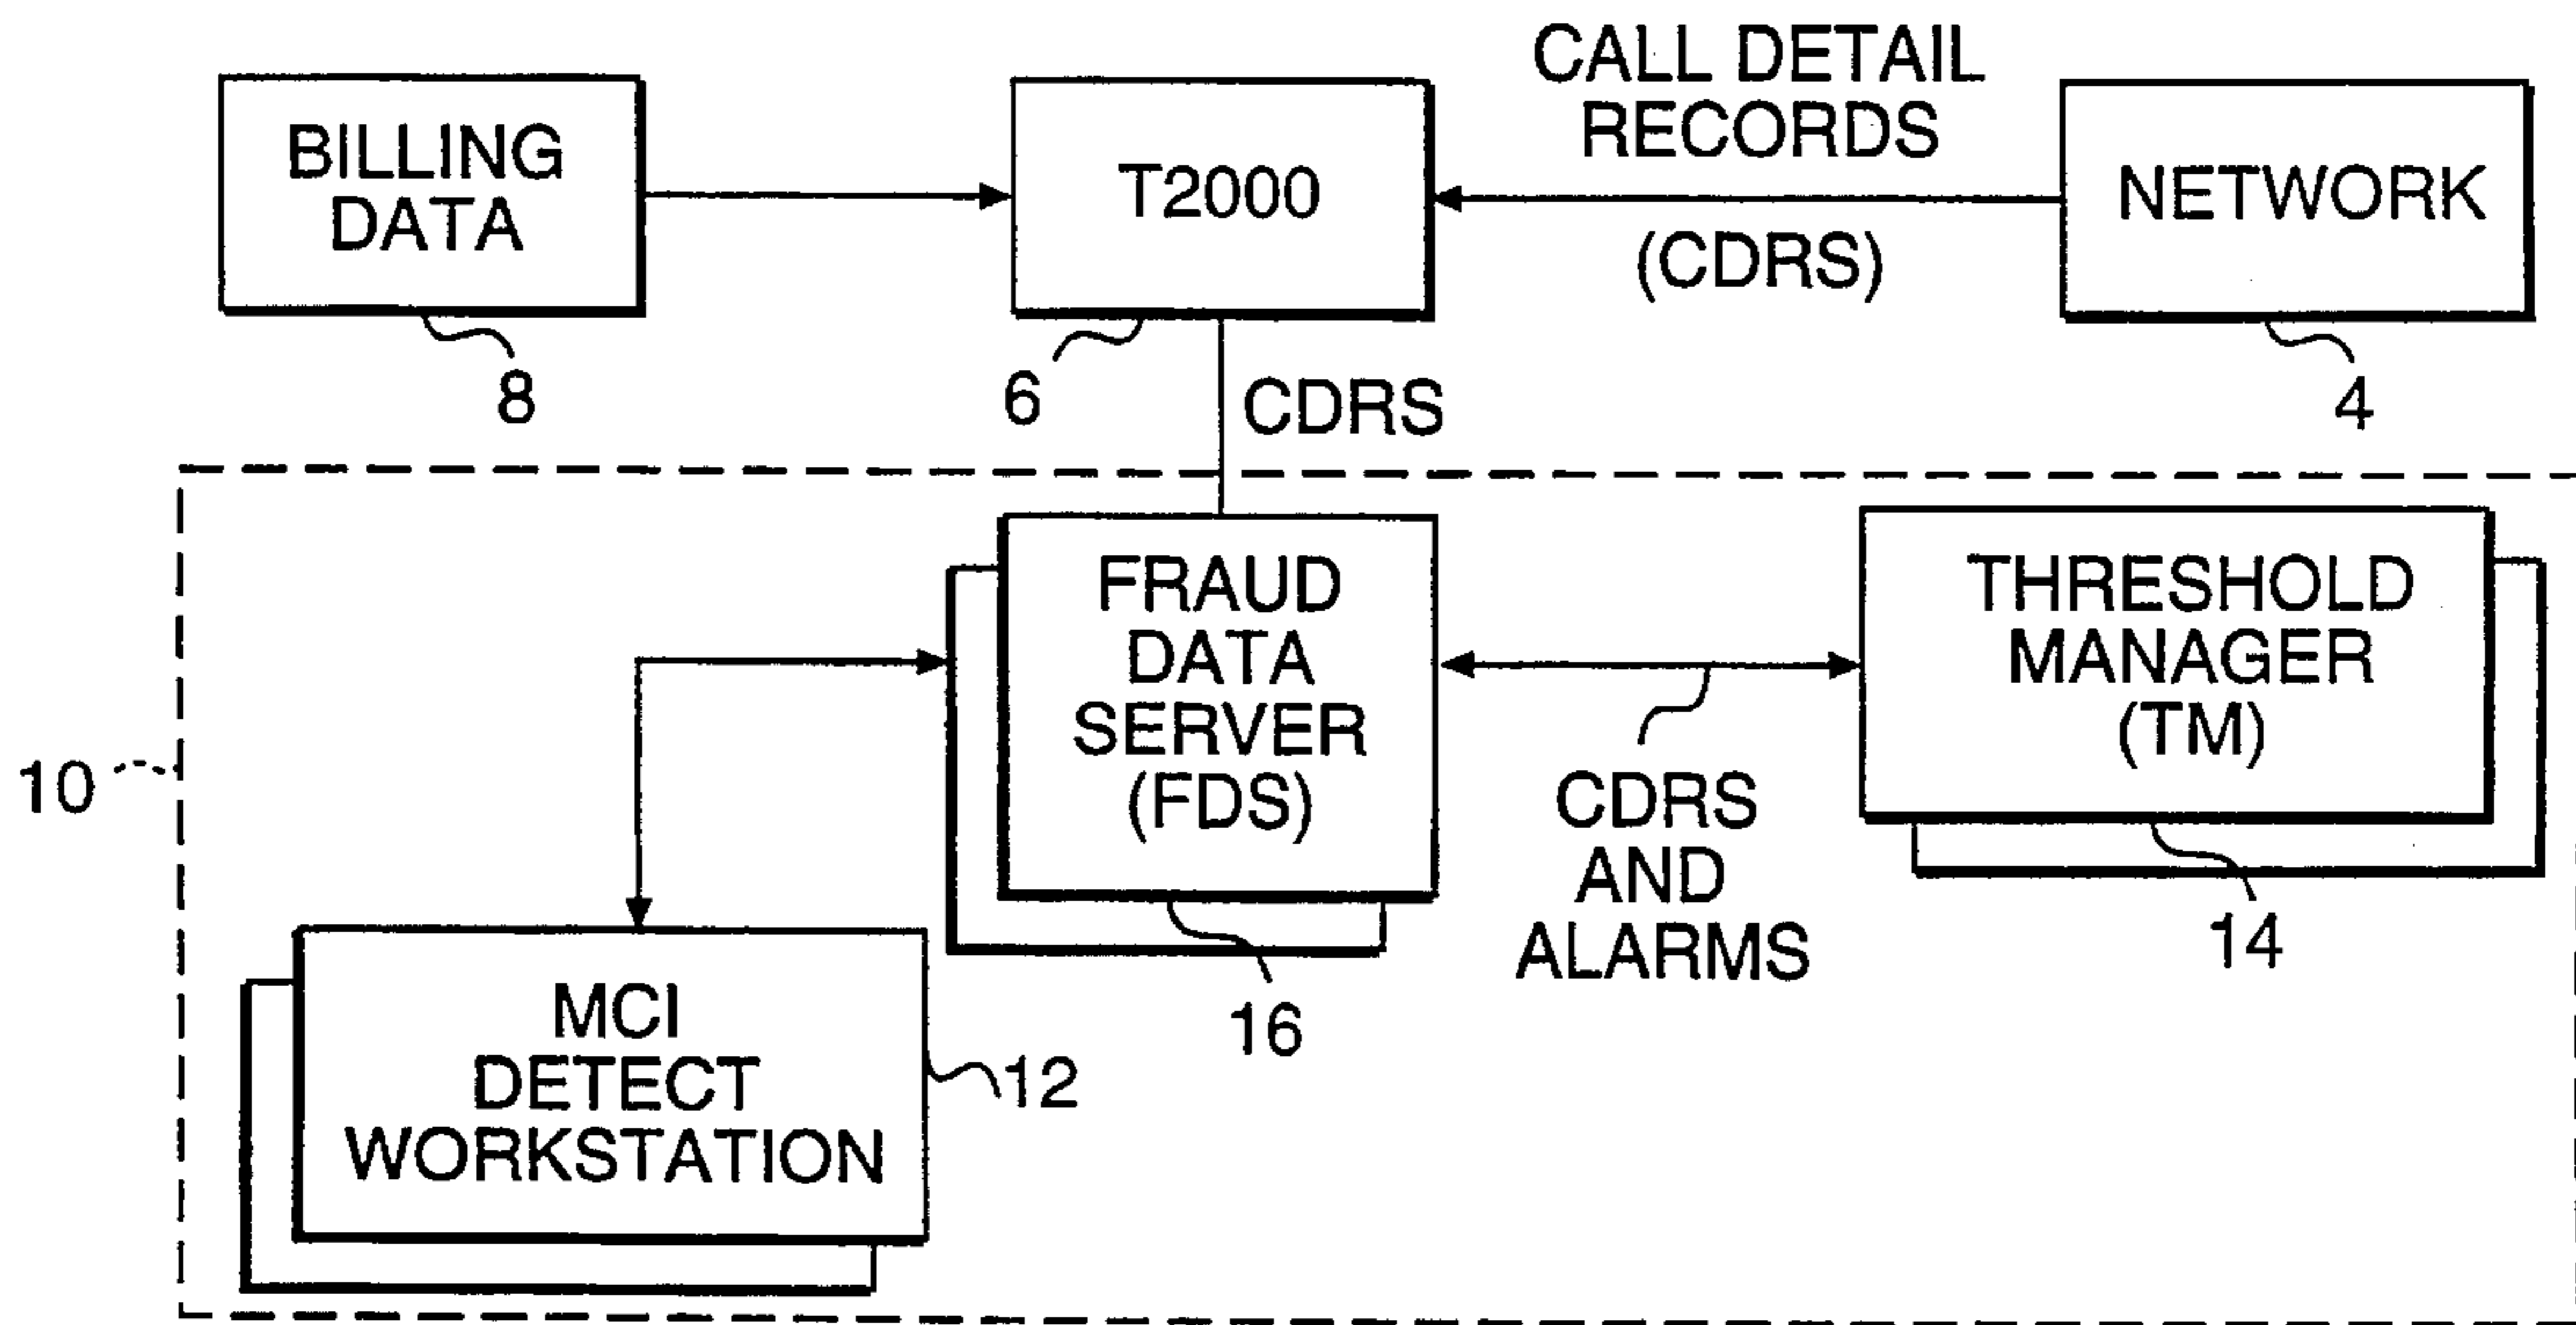 CALL DETAIL
RECORDS
BILLING
DATA
T2000
NETWORK
(CDRS)
8
6
CDRS
4
FRAUD
DATA
SERVER
(FDS)
THRESHOLD
MANAGER
(TM)
10
CDRS
AND
ALARMS
14
16
MCI
DETECT
WORKSTATION
12